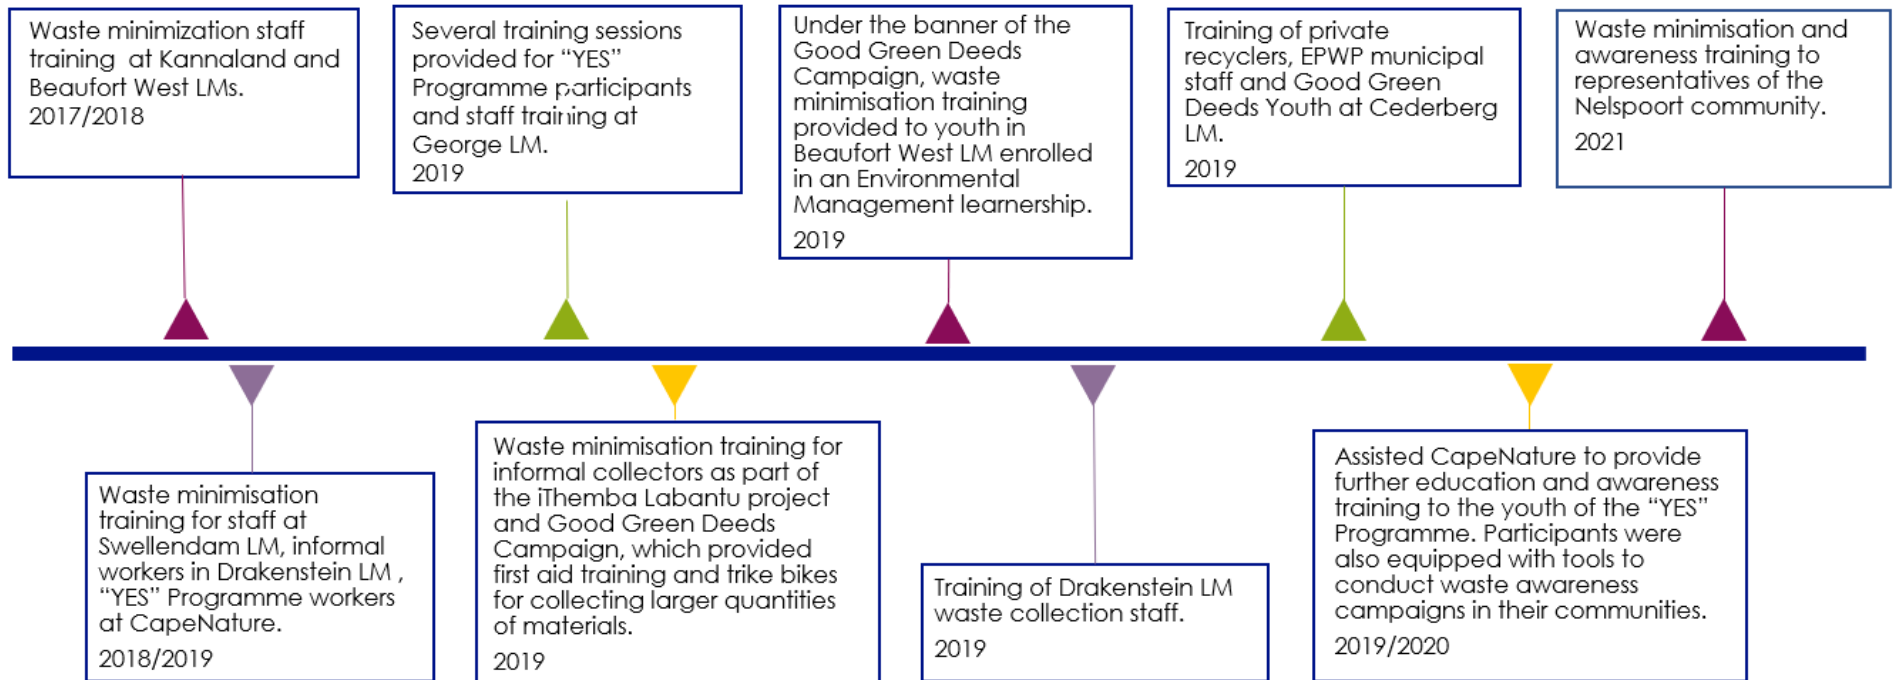 Waste minimization staff
training at Kannaland and
Beaufort West LMs.
2017/2018
Several training sessions
provided for “YES”
Programme participants
and staff training at
George LM.
2019
Under the banner of the
Good Green Deeds
Campaign, waste
minimisation training
provided to youth in
Beaufort West LM enrolled
in an Environmental
Management learnership.
2019
Training of private
recyclers, EPWP municipal
staff and Good Green
Deeds Youth at Cederberg
LM.
2019
Waste minimisation and
awareness training to
representatives of the
Nelspoort community.
2021
Waste minimisation
training for staff at
Swellendam LM, informal
workers in Drakenstein LM ,
“YES” Programme workers
at CapeNature.
2018/2019
Waste minimisation training for
informal collectors as part of
the iThemba Labantu project
and Good Green Deeds
Campaign, which provided
first aid training and trike bikes
for collecting larger quantities
of materials.
2019
Training of Drakenstein LM
waste collection staff.
2019
Assisted CapeNature to provide
further education and awareness
training to the youth of the “YES”
Programme. Participants were
also equipped with tools to
conduct waste awareness
campaigns in their communities.
2019/2020